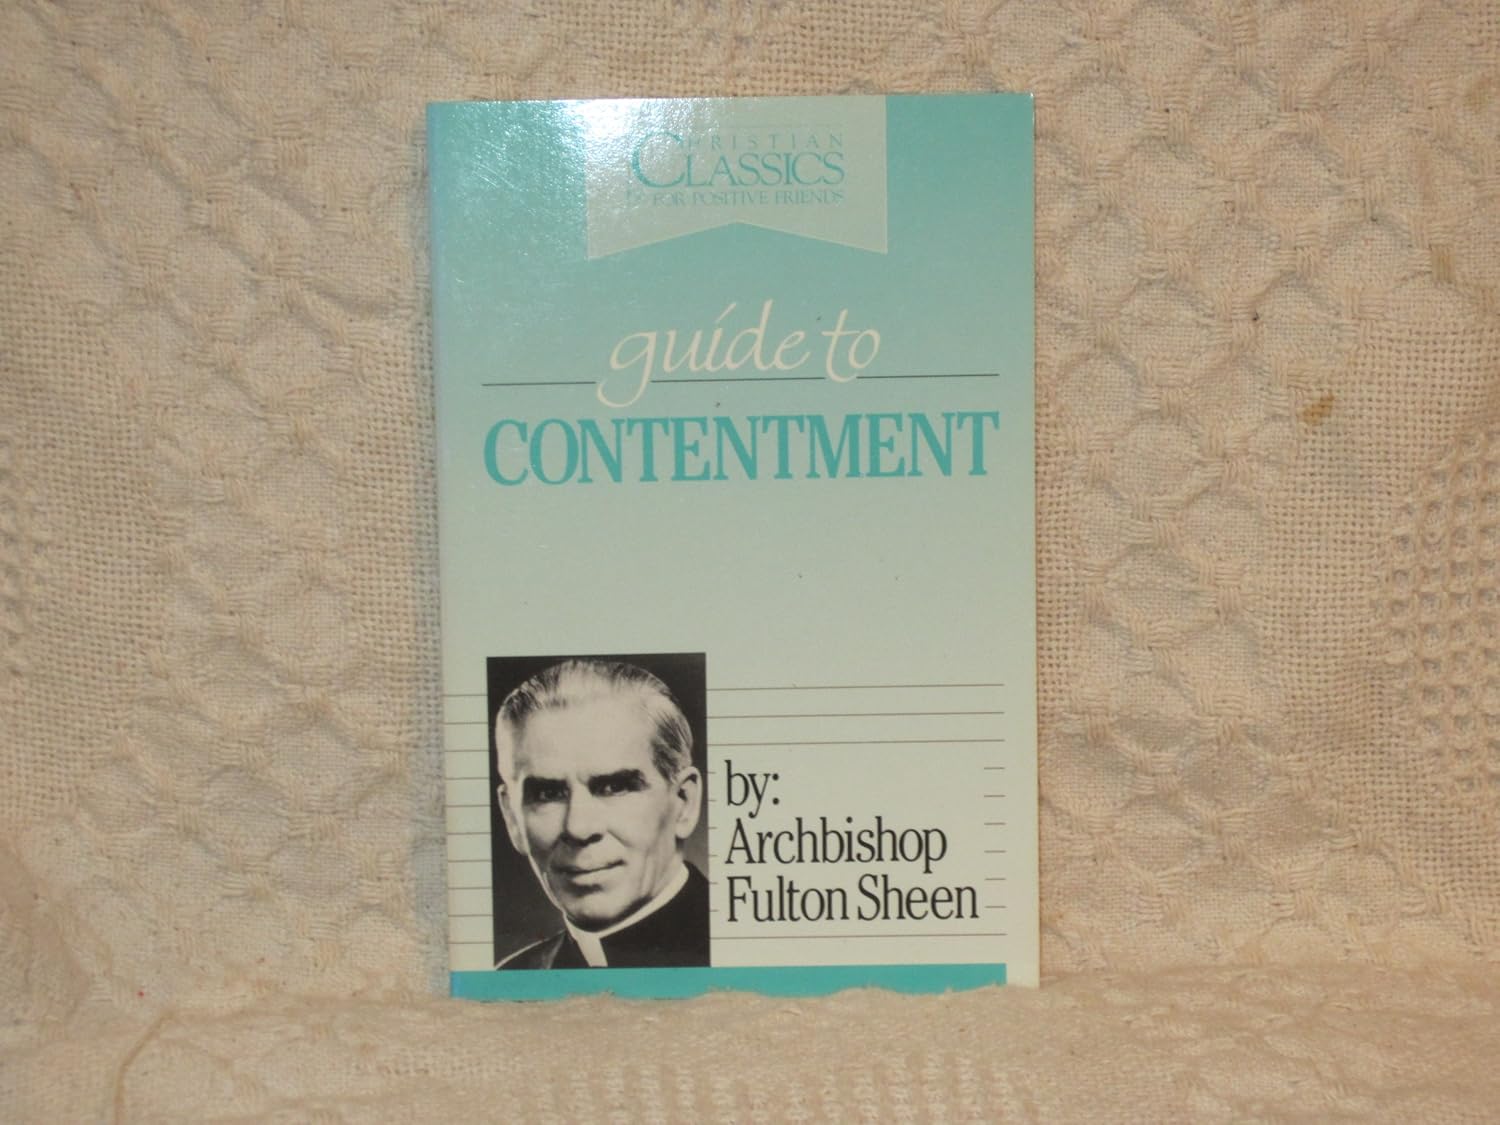 CHRISTIAN
CLASSICS
FOR POSITIVE FRIENDS
guide to
CONTENTMENT
by:
Archbishop
Fulton Sheen